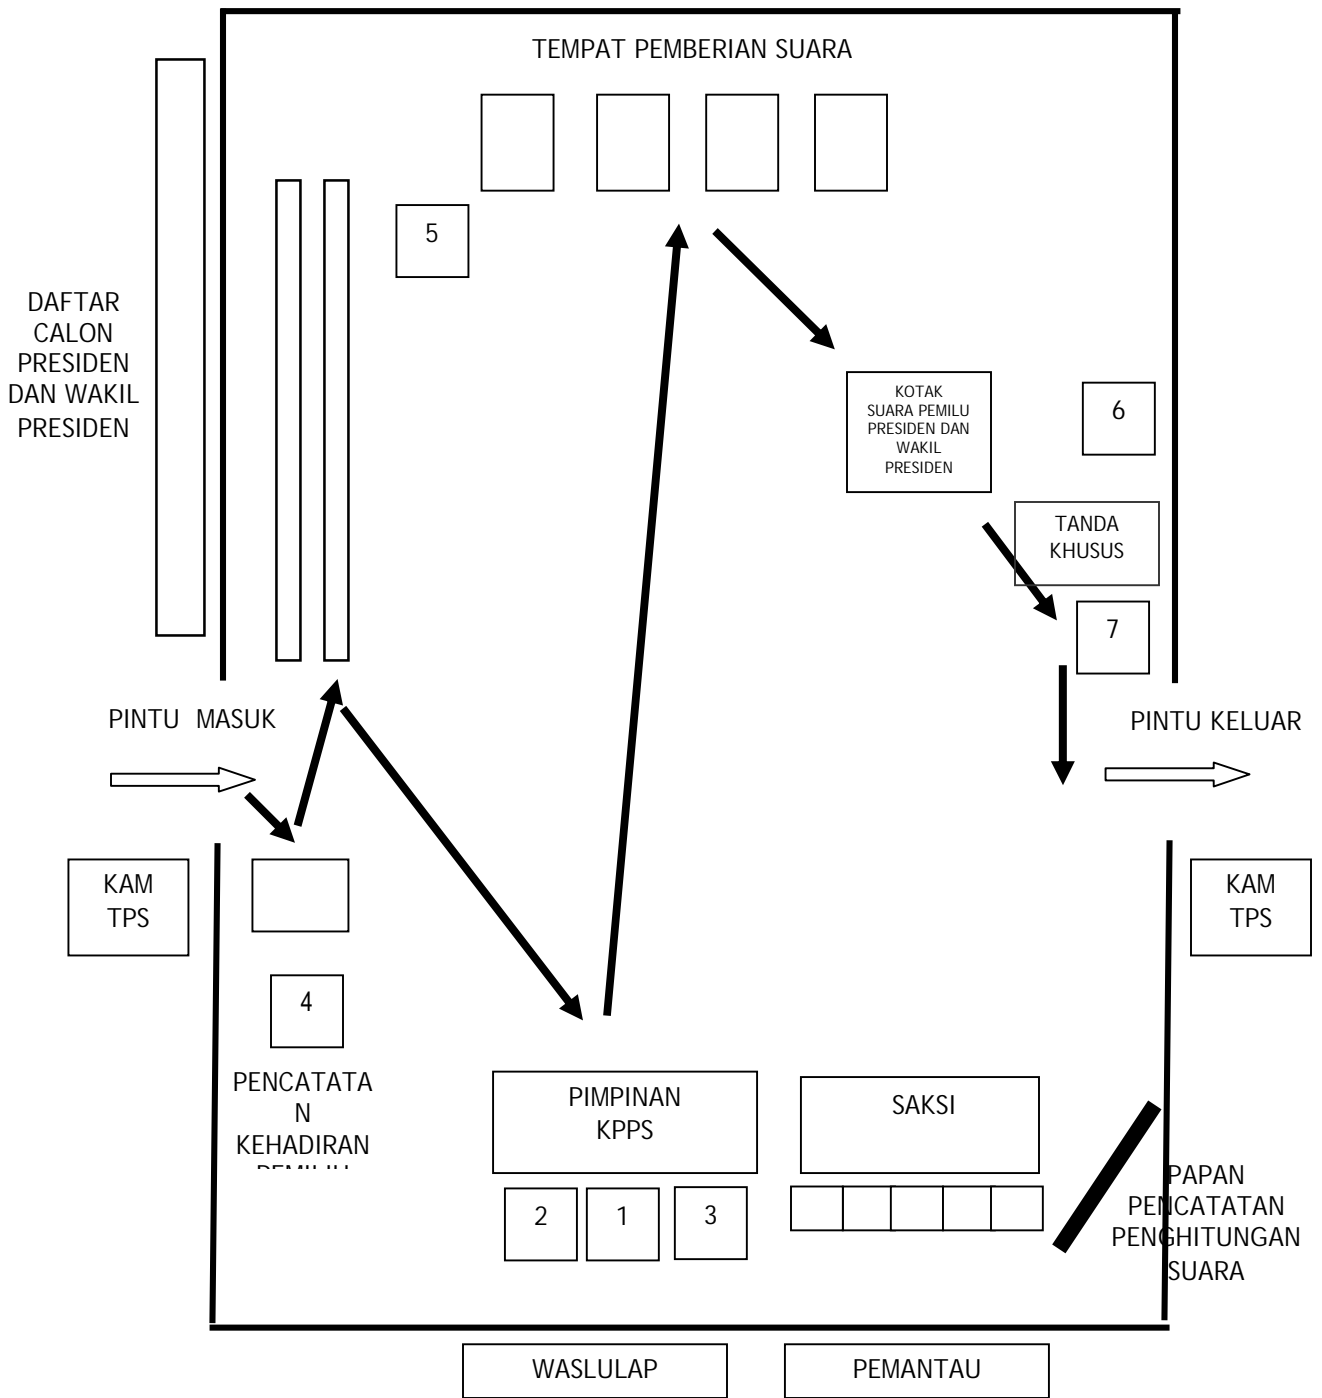 TEMPAT PEMBERIAN SUARA
5
DAFTAR
CALON
PRESIDEN
DAN WAKIL
PRESIDEN
KOTAK
SUARA PEMILU
PRESIDEN DAN
WAKIL
PRESIDEN
6
TANDA
KHUSUS
7
PINTU MASUK
PINTU KELUAR
KAM
TPS
KAM
TPS
4
PENCATATA
N
KEHADIRAN
PIMPINAN
KPPS
SAKSI
2
1
3
PAPAN
PENCATATAN
PENGHITUNGAN
SUARA
WASLULAP
PEMANTAU